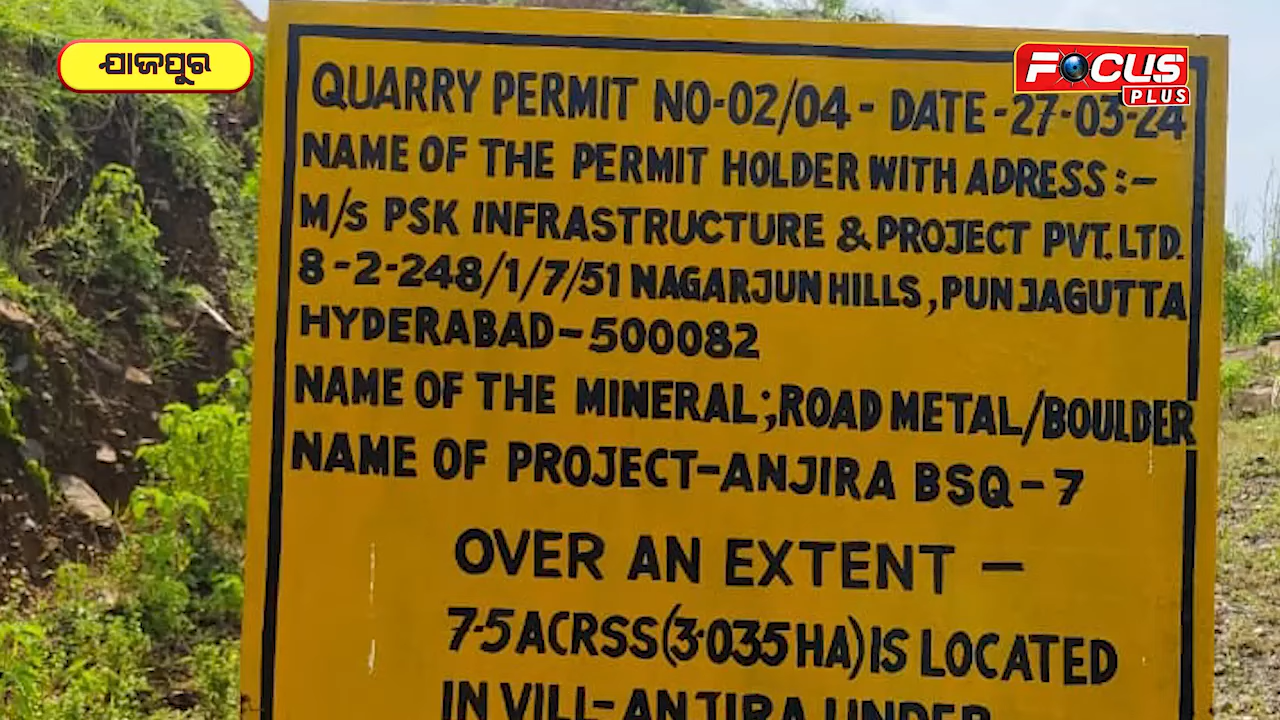 ଯାଜପୁର
FOCUS
PLUS
QUARRY PERMIT NO-02/04- DATE-27-03-24
NAME OF THE PERMIT HOLDER WITH ADRESS:-
M/s PSK INFRASTRUCTURE & PROJECT PVT.LTD.
8-2-248/1/7/51 NAGARJUN HILLS, PUNJAGUTTA
HYDERABAD-500082
NAME OF THE MINERAL;ROAD METAL/BOULDER
NAME OF PROJECT-ANJIRA BSQ-7
OVER AN EXTENT -
7.5 ACRSS(3.035 HA) IS LOCATED
IN VILL-ANJIRA UNDER